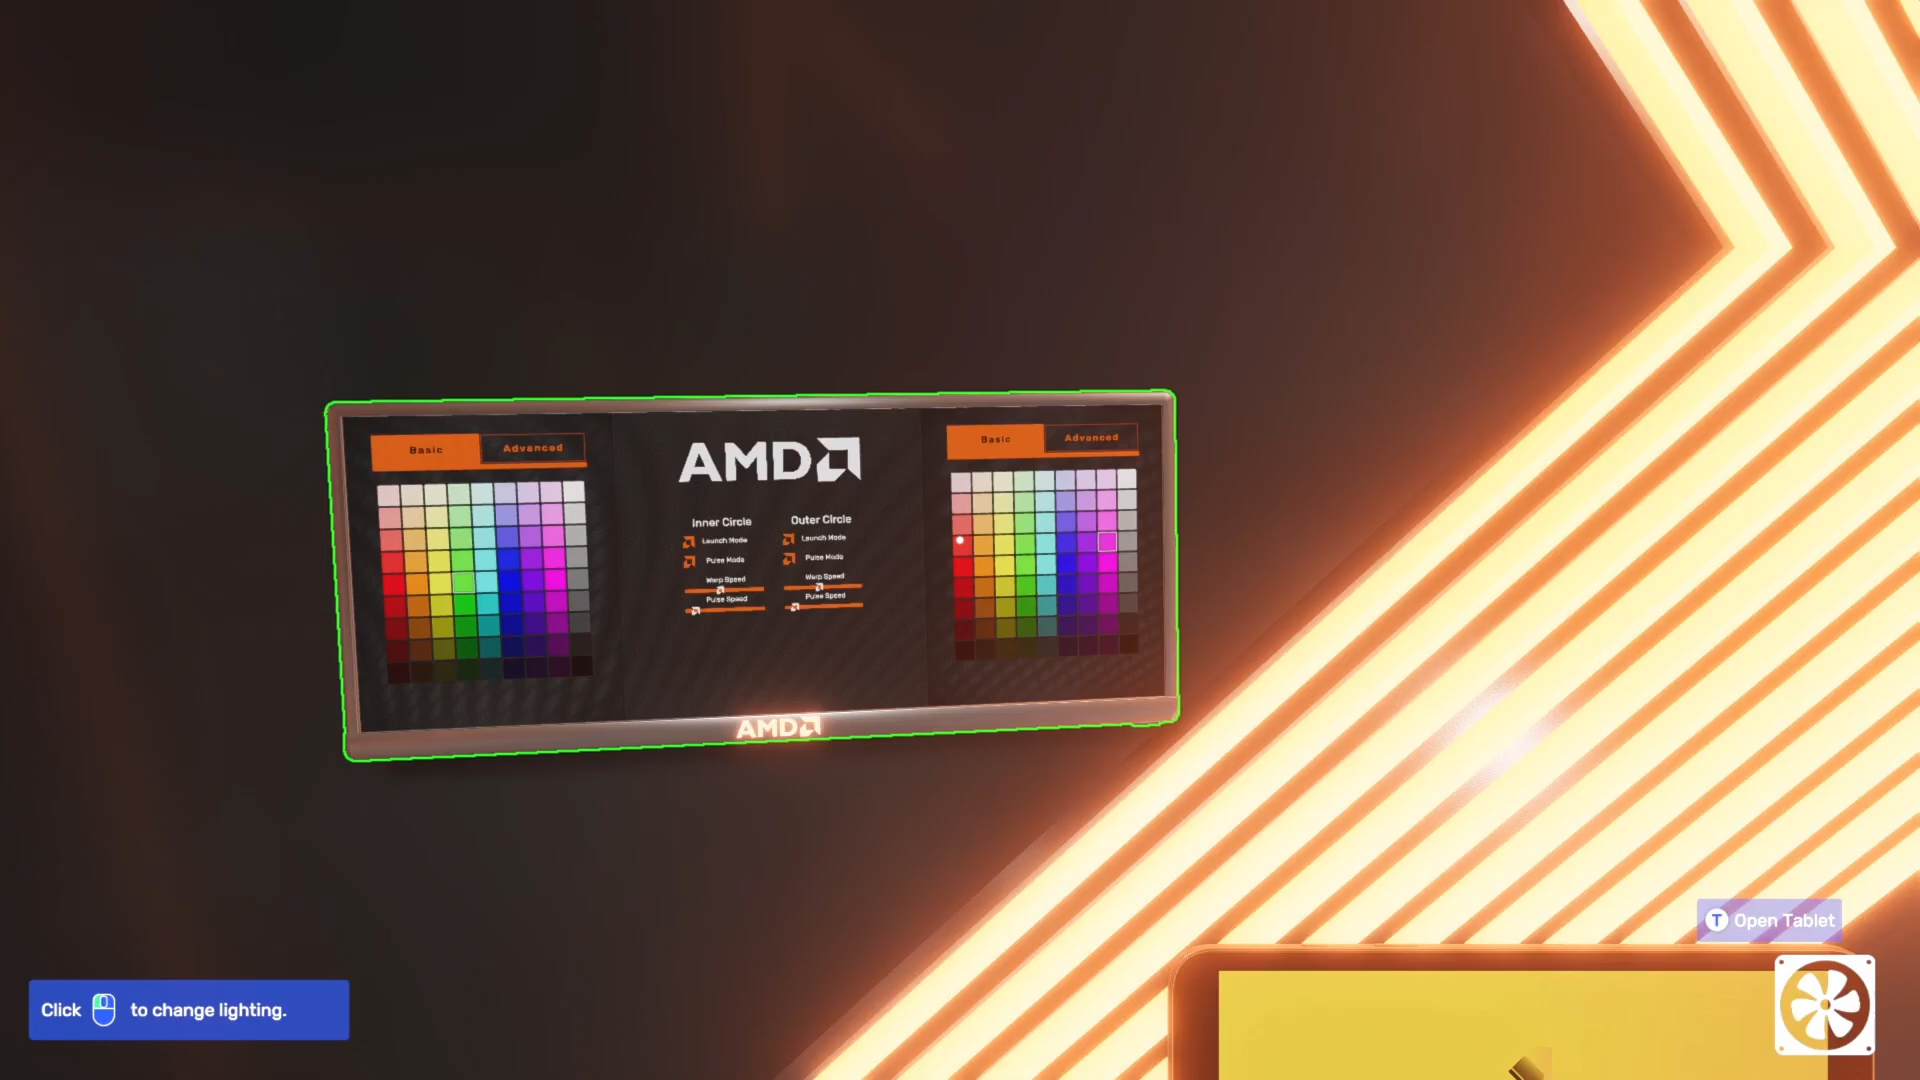 Basic
Advanced
AMD
Inner Circle
Launch Mode
Pulse Mode
Warp Speed
Pulse Speed
Outer Circle
Launch Mode
Pulse Mode
Warp Speed
Pulse Speed
Basic
Advanced
AMD
T Open Tablet
Click to change lighting.